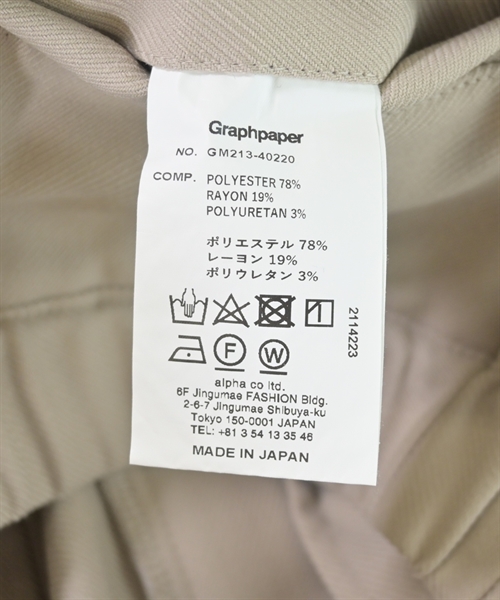 Graphpaper
NO. GM213-40220
COMP. POLYESTER 78%
RAYON 19%
POLYURETAN 3%
ポリエステル 78%
レーヨン 19%
ポリウレタン 3%
F W
2114223
alpha co ltd.
6F Jingumae FASHION Bldg.
2-6-7 Jingumae Shibuya-ku
Tokyo 150-0001 JAPAN
TEL: +81 3 54 13 35 46
MADE IN JAPAN